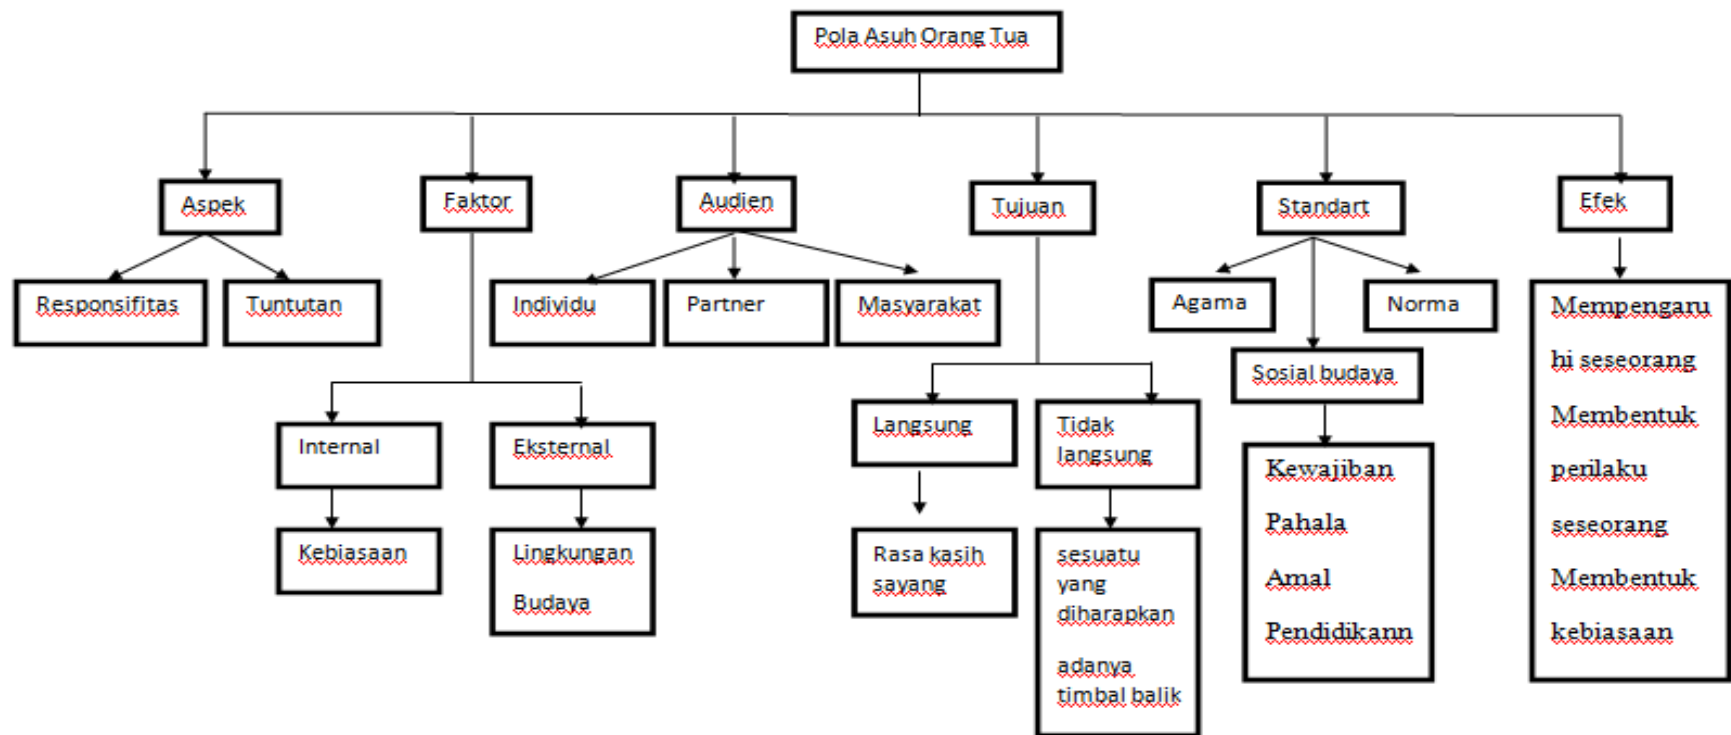 Pola Asuh Orang Tua
Aspek
Faktor
Audien
Tujuan
Standart
Efek
Responsifitas
Tuntutan
Individu
Partner
Masyarakat
Agama
Norma
Sosial budaya
Internal
Eksternal
Langsung
Tidak
langsung
Kebiasaan
Lingkungan
Budaya
Rasa kasih
sayang
sesuatu
yang
diharapkan
adanya
timbal balik
Kewajiban
Pahala
Amal
Pendidikann
Mempengaru
hi seseorang
Membentuk
perilaku
seseorang
Membentuk
kebiasaan